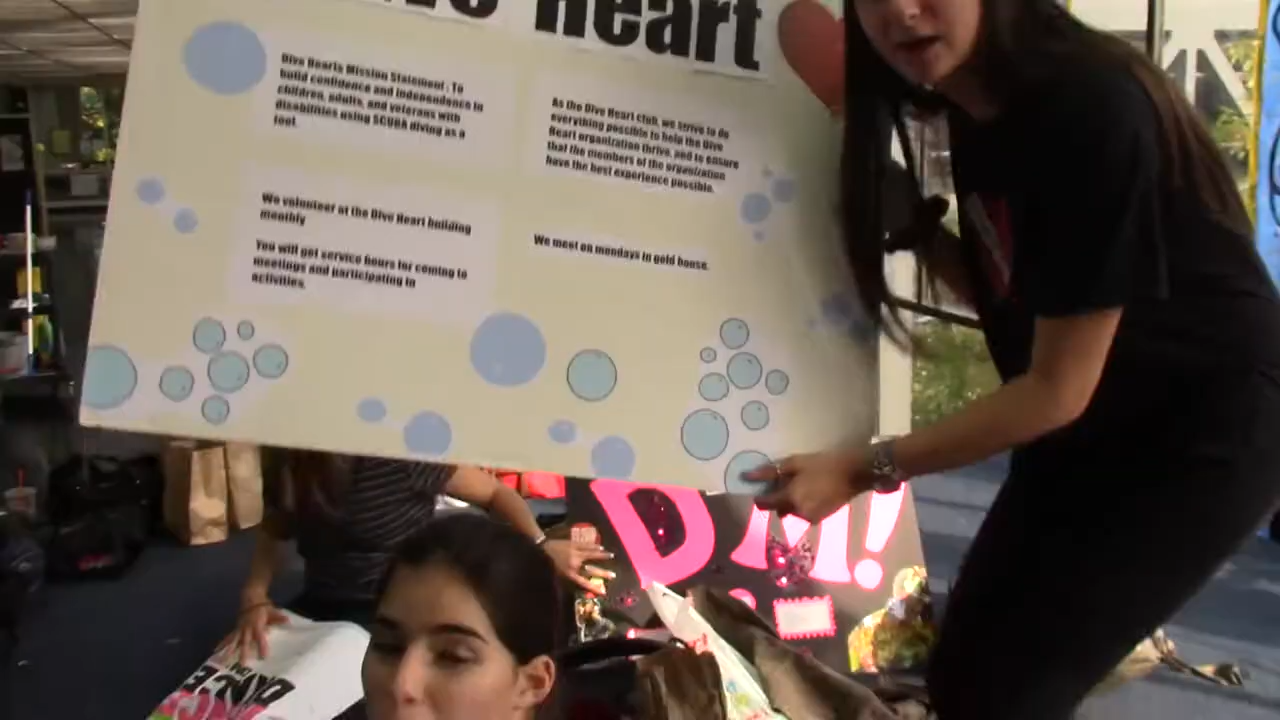 Heart
Dive Hearts Mission Statement: To
build confidence and independence in
children, adults, and veterans with
disabilities using SCUBA diving as a
tool.
As the Dive Heart club, we strive to do
everything possible to help the Dive
Heart organization thrive, and to ensure
that the members of the organization
have the best experience possible.
We volunteer at the Dive Heart building
monthly
You will get service hours for coming to
meetings and participating in
activities.
We meet on mondays in gold house.
DM!
DANCE